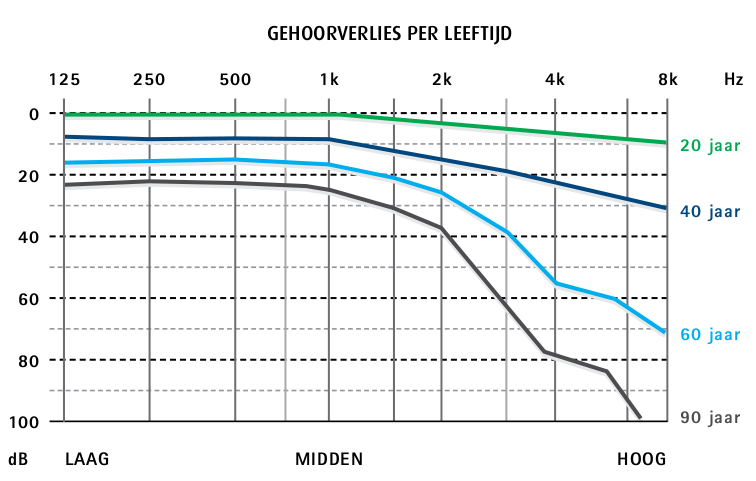 GEHOORVERLIES PER LEEFTIJD
125 250 500 1k 2k 4k 8k Hz
0
20 jaar
20
40 jaar
40
60
60 jaar
80
90 jaar
100
dB LAAG MIDDEN HOOG